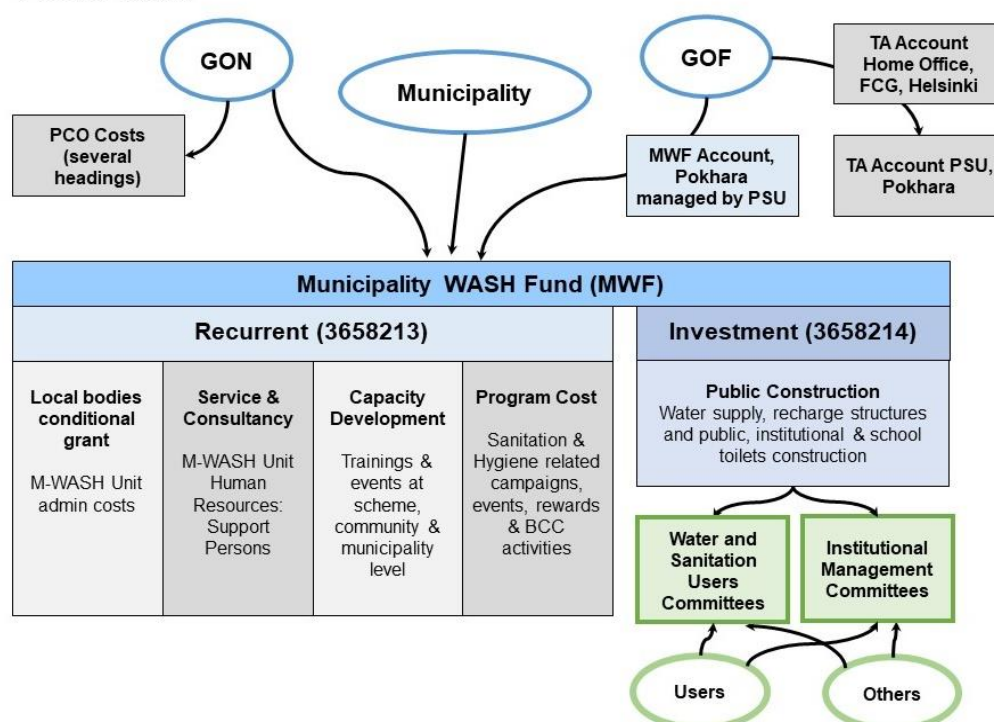 GON
Municipality
GOF
TA Account
Home Office,
FCG, Helsinki
PCO Costs
(several
headings)
MWF Account,
Pokhara
managed by PSU
TA Account PSU,
Pokhara
Municipality WASH Fund (MWF)
Recurrent (3658213)
Investment (3658214)
Local bodies
conditional
grant
M-WASH Unit
admin costs
Service &
Consultancy
M-WASH Unit
Human
Resources:
Support
Persons
Capacity
Development
Trainings &
events at
scheme,
community &
municipality
level
Program Cost
Sanitation &
Hygiene related
campaigns,
events, rewards
& BCC
activities
Public Construction
Water supply, recharge structures
and public, institutional & school
toilets construction
Water and
Sanitation
Users
Committees
Institutional
Management
Committees
Users
Others